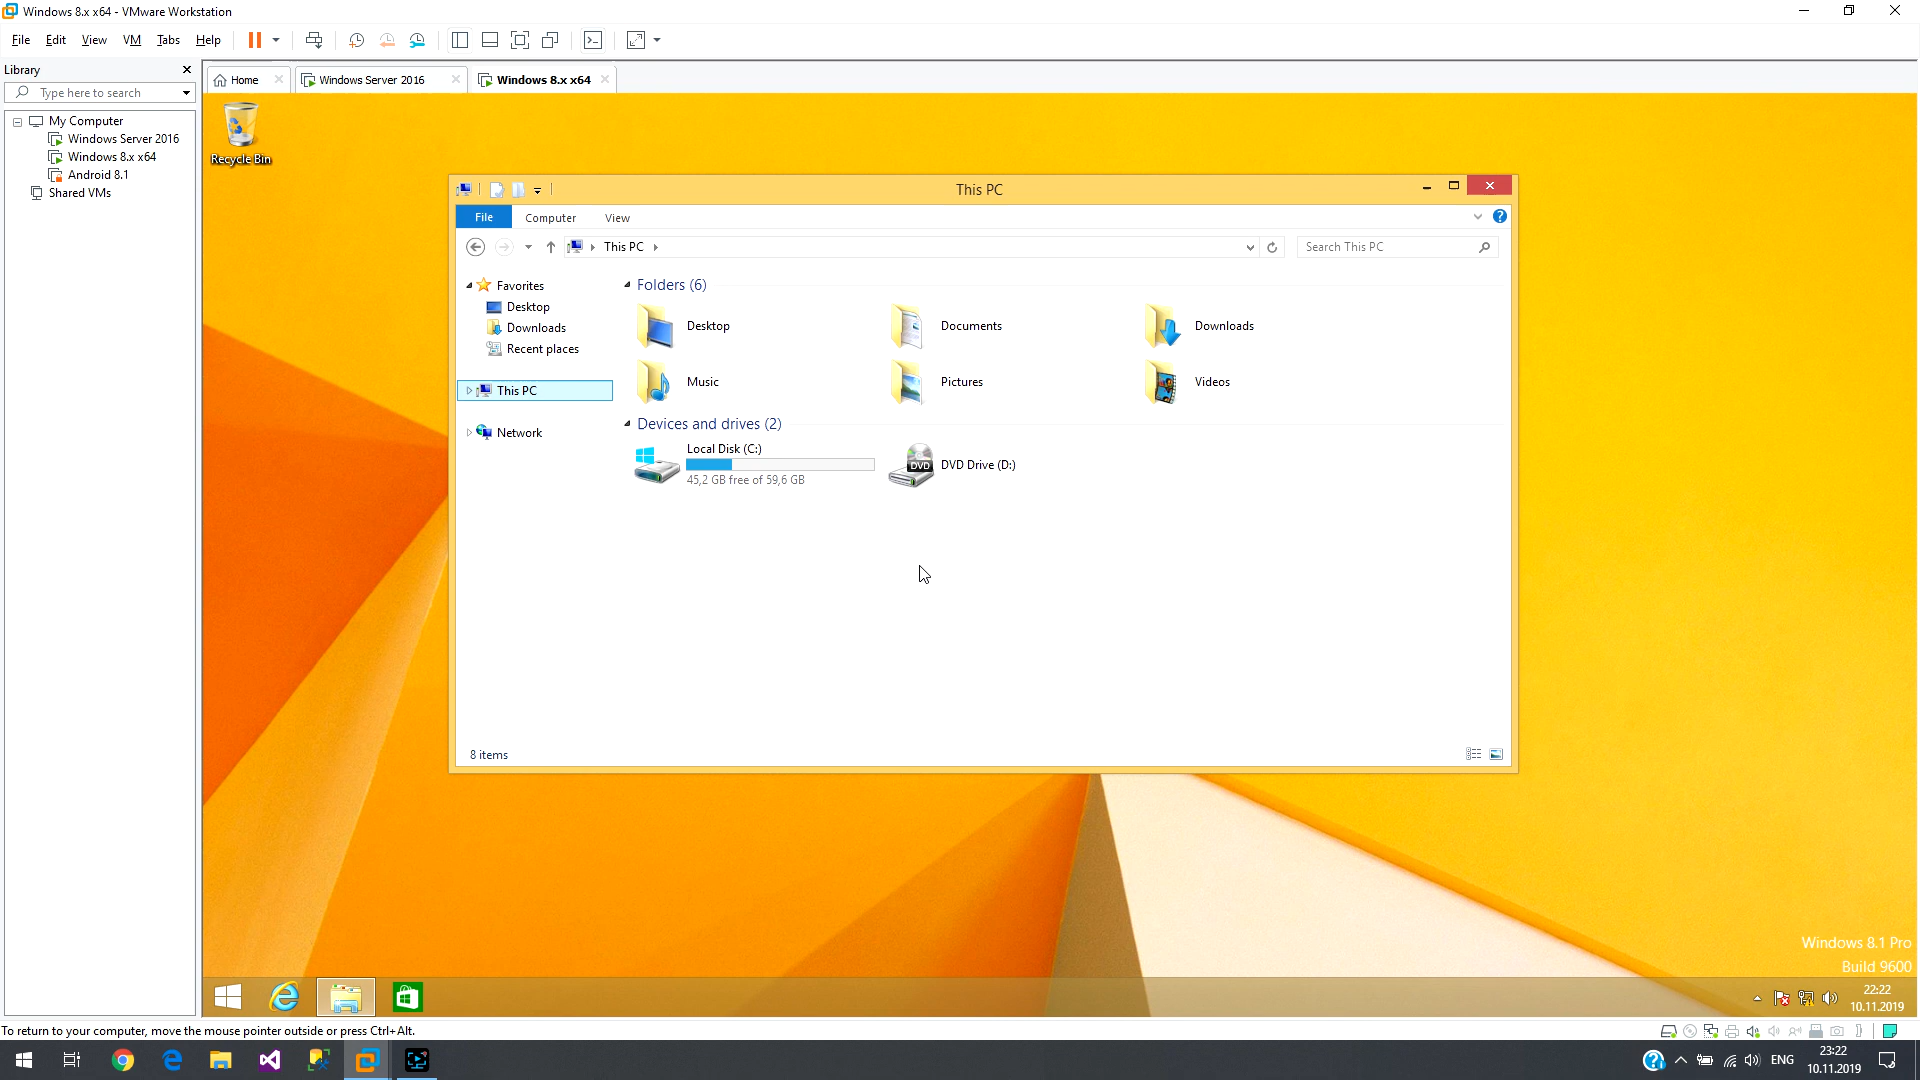 Windows 8.x x64 - VMware Workstation
File Edit View VM Tabs Help
Library
Type here to search
My Computer
Windows Server 2016
Windows 8.x x64
Android 8.1
Shared VMs
Home Windows Server 2016 Windows 8.x x64
Recycle Bin
This PC
File Computer View
This PC
Search This PC
Favorites
Desktop
Downloads
Recent places
This PC
Network
Folders (6)
Desktop Documents Downloads
Music Pictures Videos
Devices and drives (2)
Local Disk (C:)
45,2 GB free of 59,6 GB
DVD
DVD Drive (D:)
8 items
Windows 8.1 Pro
Build 9600
22:22
10.11.2019
To return to your computer, move the mouse pointer outside or press Ctrl+Alt.
ENG
23:22
10.11.2019